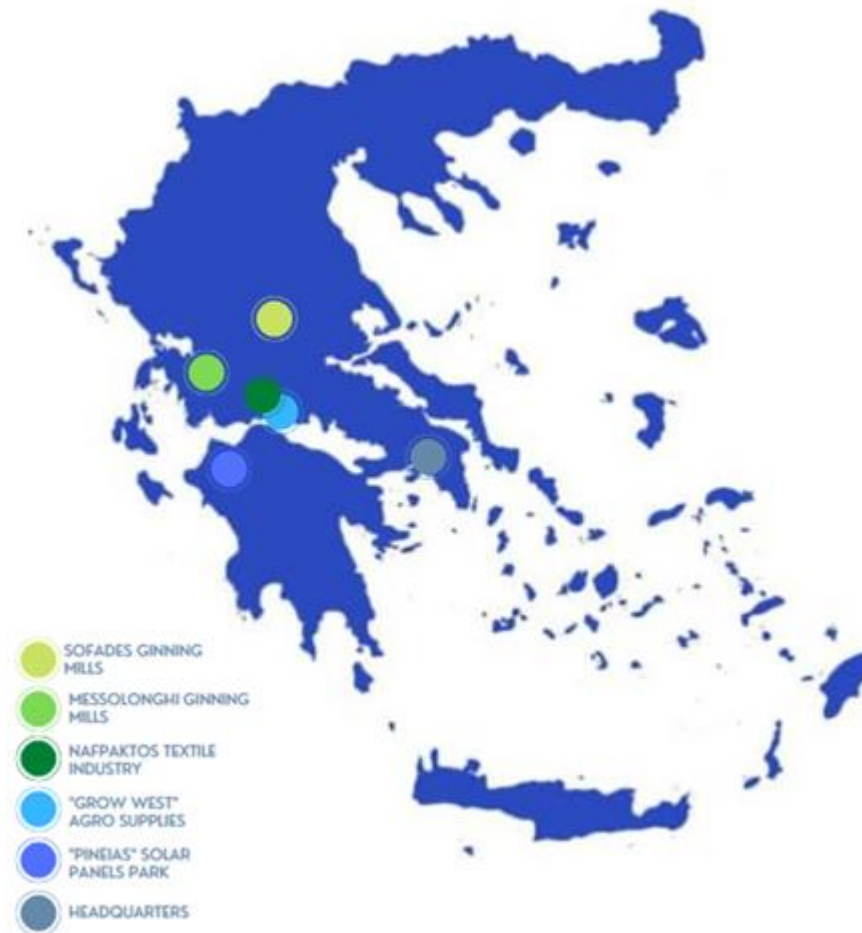 SOFADES GINNING
MILLS
MESSOLONGHI GINNING
MILLS
NAFPAKTOS TEXTILE
INDUSTRY
"GROW WEST"
AGRO SUPPLIES
"PINEIAS" SOLAR
PANELS PARK
HEADQUARTERS